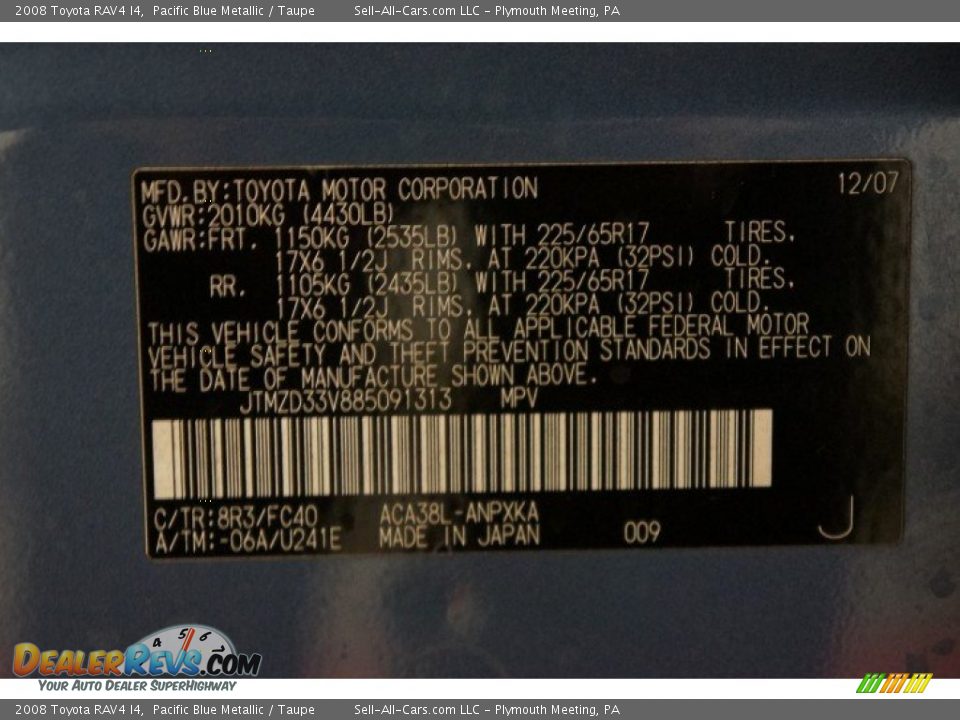 2008 Toyota RAV4 I4, Pacific Blue Metallic / Taupe Sell-All-Cars.com LLC - Plymouth Meeting, PA
MFD. BY: TOYOTA MOTOR CORPORATION 12/07
GVWR: 2010KG (4430LB)
GAWR: FRT. 1150KG (2535LB) WITH 225/65R17 TIRES,
17X6 1/2J RIMS, AT 220KPA (32PSI) COLD.
RR. 1105KG (2435LB) WITH 225/65R17 TIRES,
17X6 1/2J RIMS, AT 220KPA (32PSI) COLD.
THIS VEHICLE CONFORMS TO ALL APPLICABLE FEDERAL MOTOR
VEHICLE SAFETY AND THEFT PREVENTION STANDARDS IN EFFECT ON
THE DATE OF MANUFACTURE SHOWN ABOVE.
JTMZD33V885091313 MPV
C/TR: 8R3/FC40 ACA38L-ANPXKA
A/TM: -06A/U241E MADE IN JAPAN 009 J
4 5 6
DEALERREVS.COM
YOUR AUTO DEALER SUPERHIGHWAY
2008 Toyota RAV4 I4, Pacific Blue Metallic / Taupe Sell-All-Cars.com LLC - Plymouth Meeting, PA